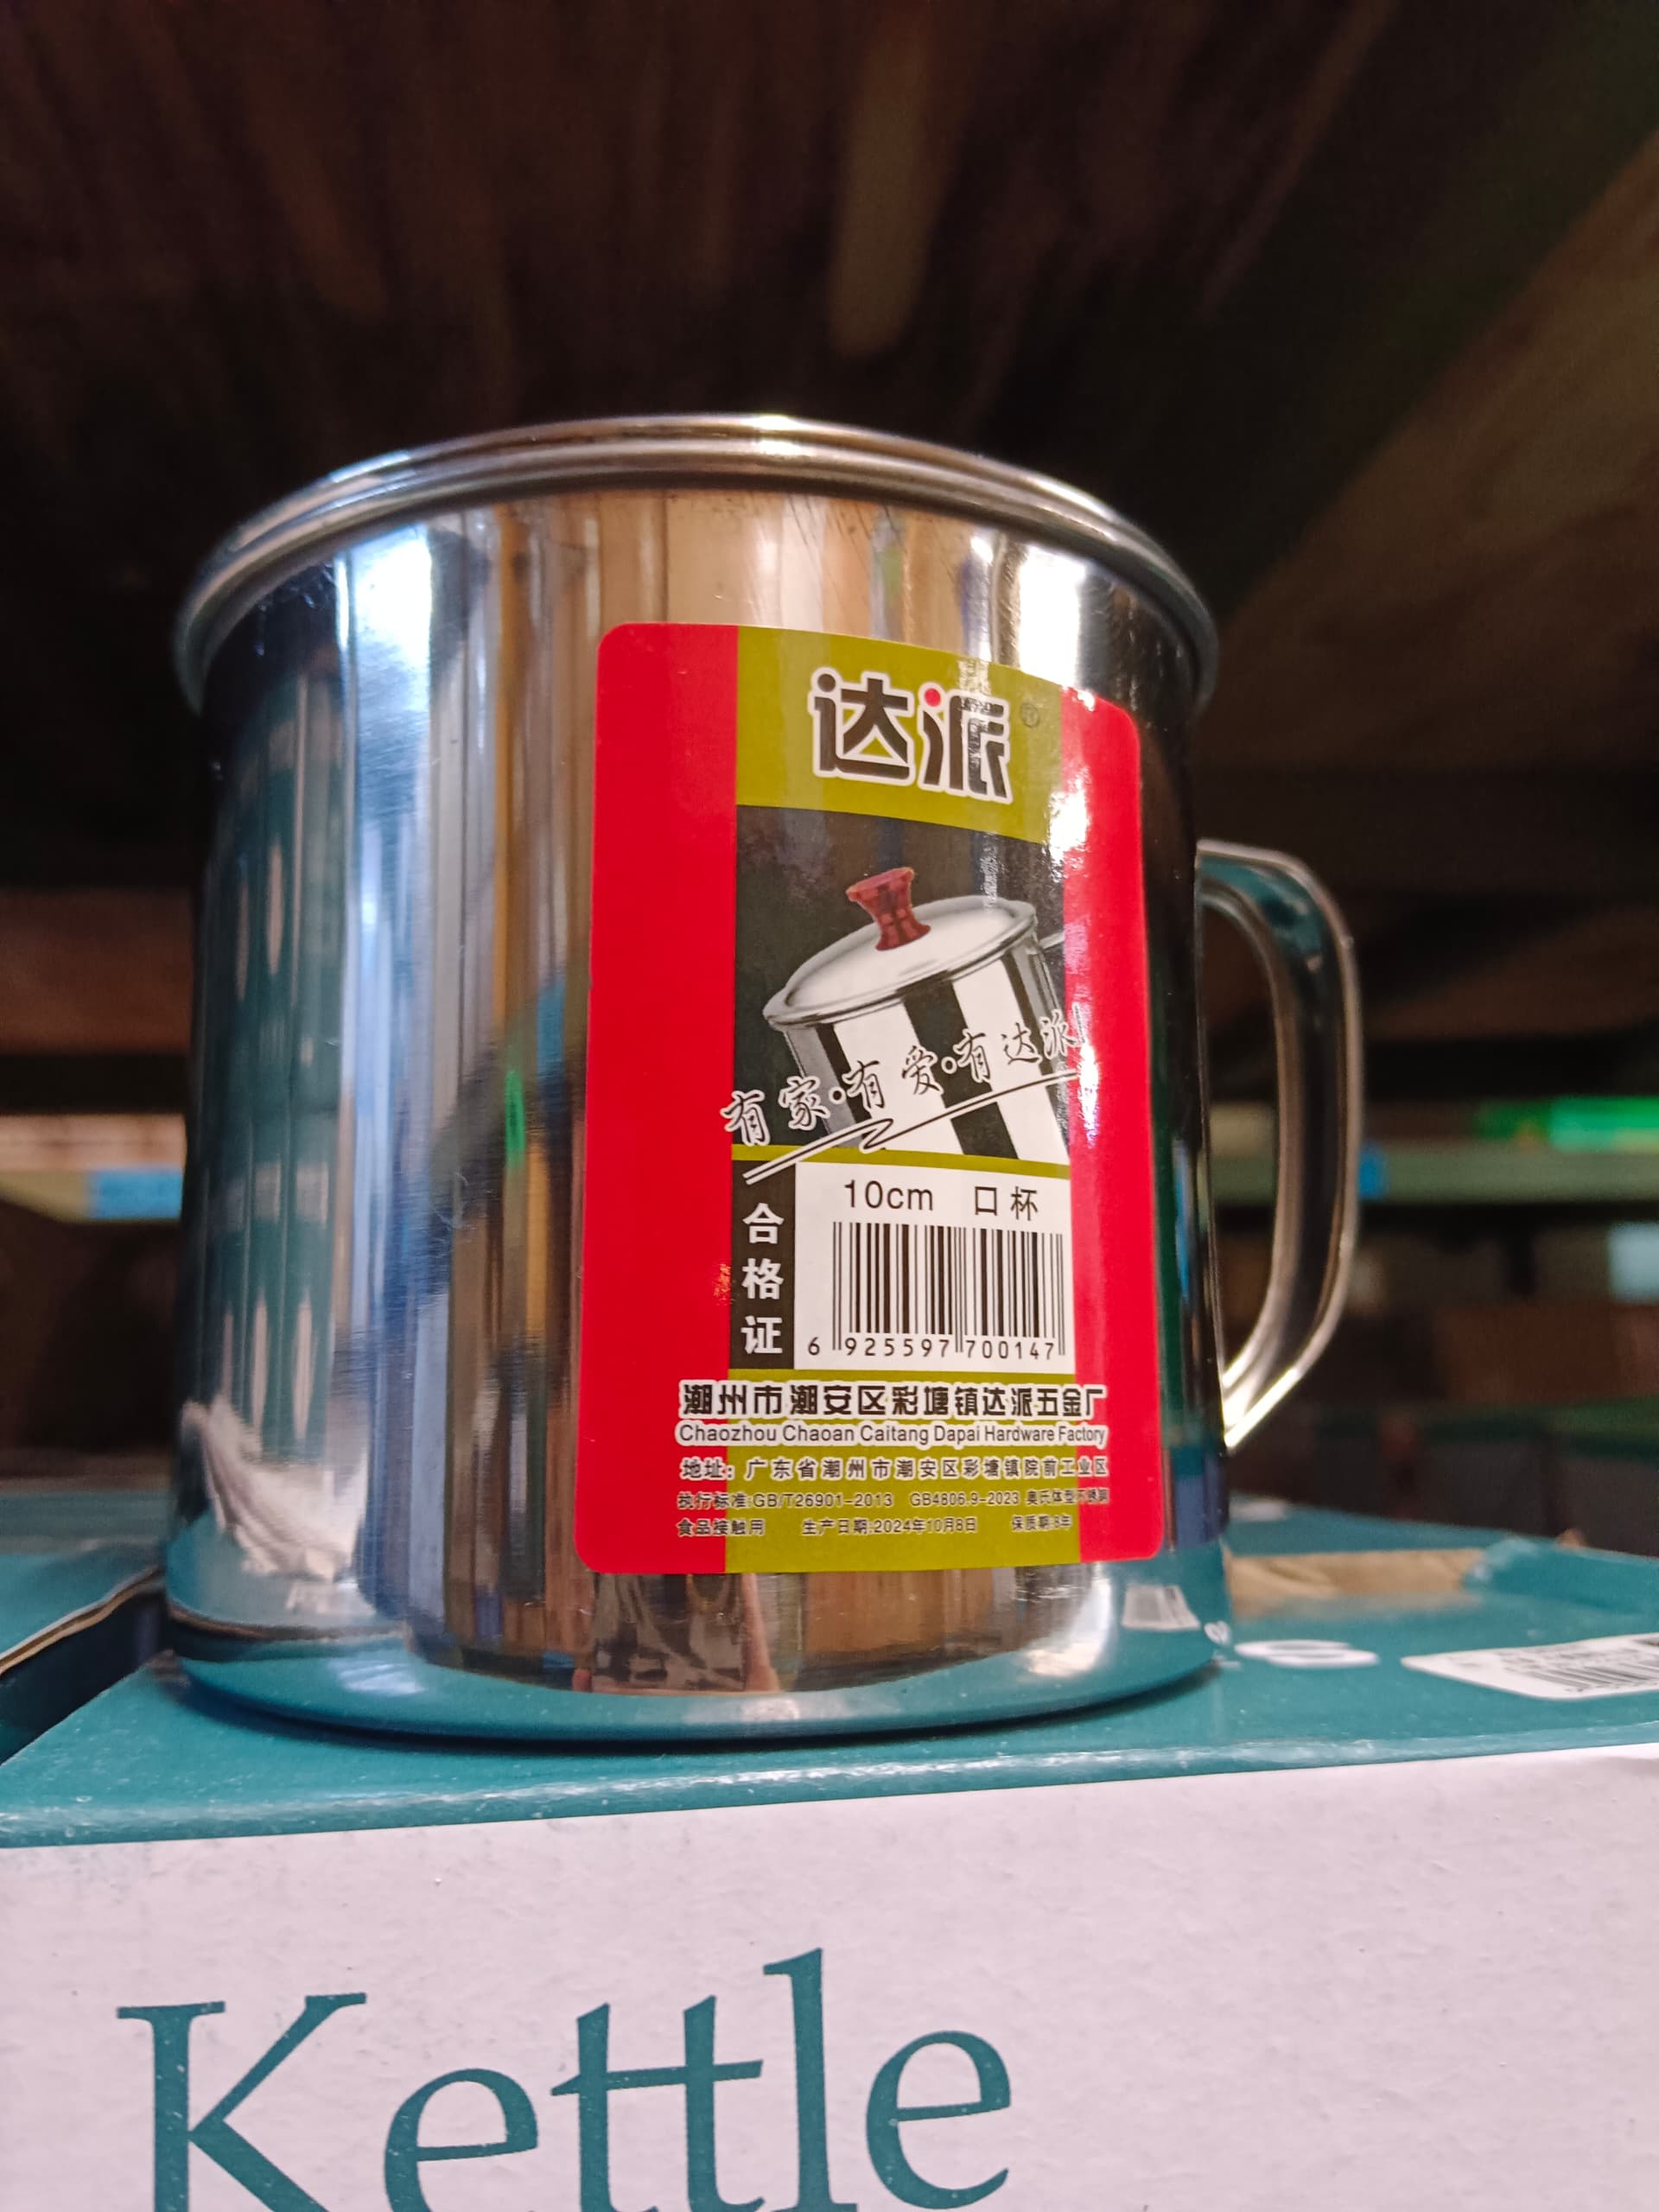 达派®
有家·有爱·有达派
合格证
10cm 口杯
6 925597 700147
潮州市潮安区彩塘镇达派五金厂
Chaozhou Chaoan Caitang Dapai Hardware Factory
地址：广东省潮州市潮安区彩塘镇院前工业区
执行标准:GB/T26901-2013 GB4806.9-2023 奥氏体型不锈钢
食品接触用 生产日期:2024年10月8日 保质期:8年
Kettle